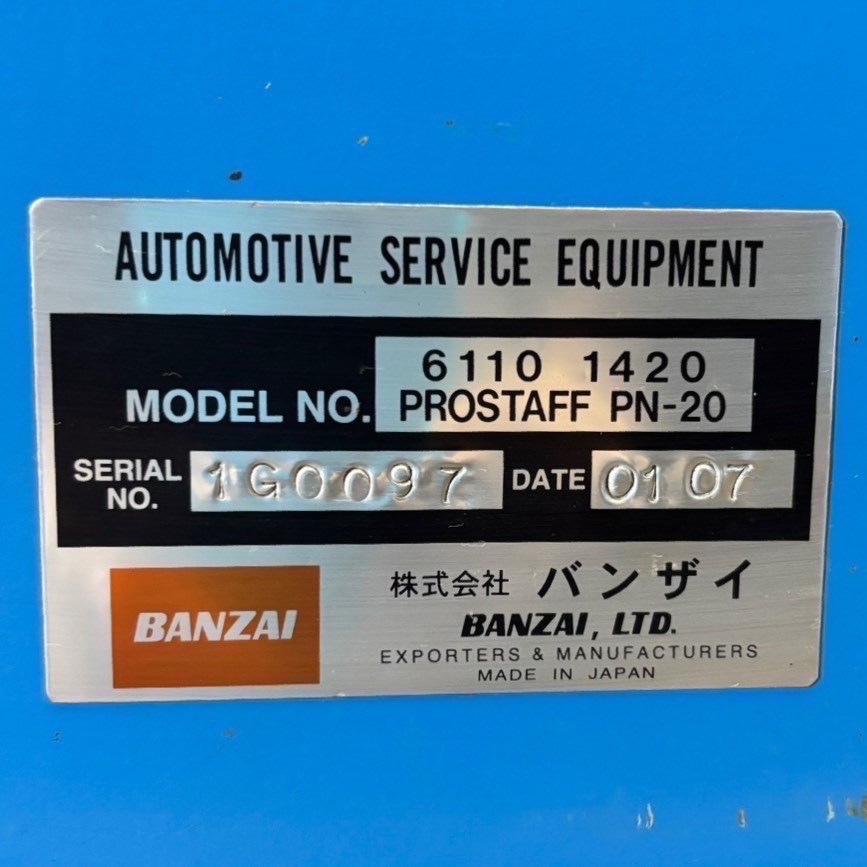 AUTOMOTIVE SERVICE EQUIPMENT
6110 1420
MODEL NO. PROSTAFF PN-20
SERIAL NO. 1G0097 DATE 01 07
BANZAI
株式会社 バンザイ
BANZAI, LTD.
EXPORTERS & MANUFACTURERS
MADE IN JAPAN